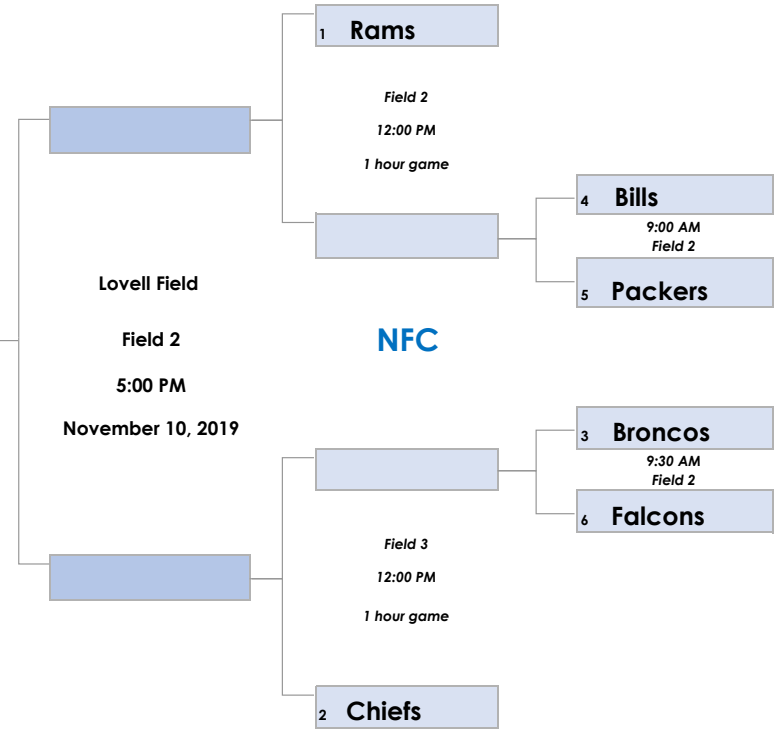 1 Rams
Field 2
12:00 PM
1 hour game
4 Bills
9:00 AM
Field 2
5 Packers
Lovell Field
Field 2
5:00 PM
November 10, 2019
NFC
3 Broncos
9:30 AM
Field 2
6 Falcons
Field 3
12:00 PM
1 hour game
2 Chiefs